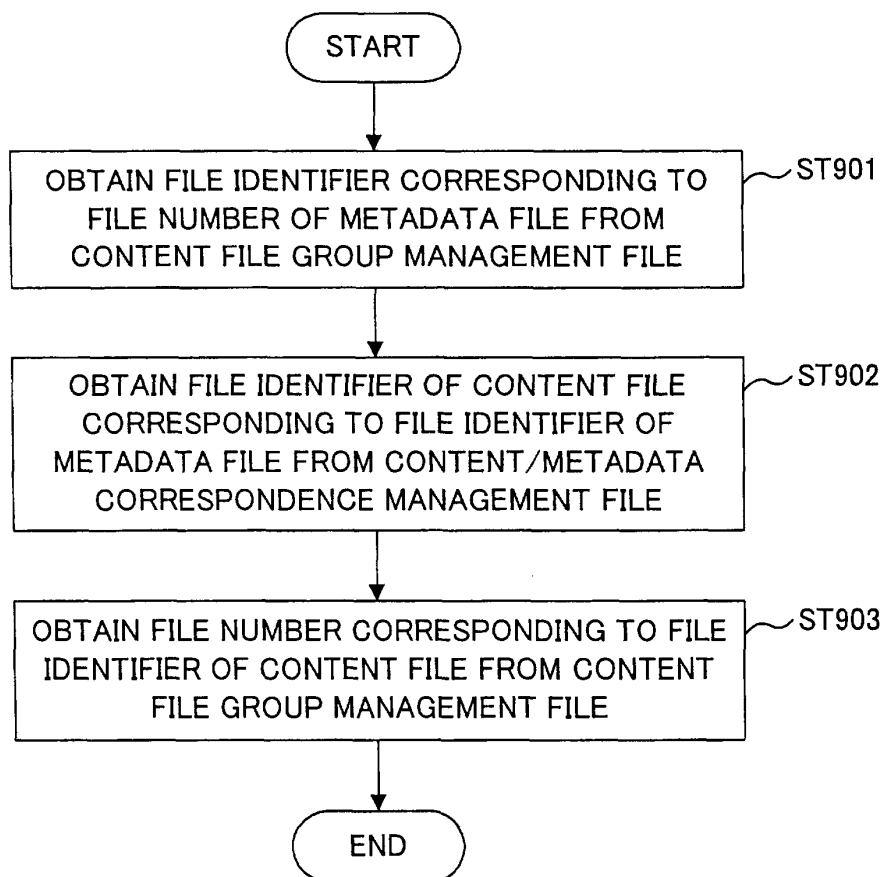 START
OBTAIN FILE IDENTIFIER CORRESPONDING TO
FILE NUMBER OF METADATA FILE FROM
CONTENT FILE GROUP MANAGEMENT FILE
ST901
OBTAIN FILE IDENTIFIER OF CONTENT FILE
CORRESPONDING TO FILE IDENTIFIER OF
METADATA FILE FROM CONTENT/METADATA
CORRESPONDENCE MANAGEMENT FILE
ST902
OBTAIN FILE NUMBER CORRESPONDING TO FILE
IDENTIFIER OF CONTENT FILE FROM CONTENT
FILE GROUP MANAGEMENT FILE
ST903
END